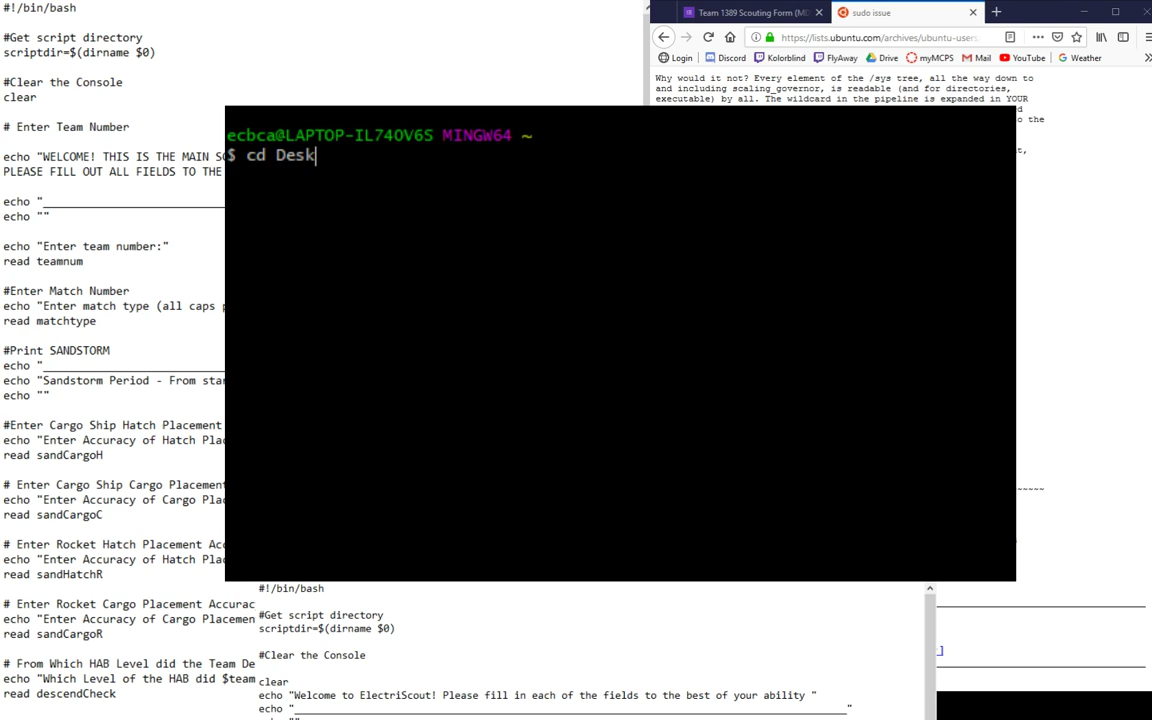 #!/bin/bash
#Get script directory
scriptdir=$(dirname $0)
#Clear the Console
clear
# Enter Team Number
echo "WELCOME! THIS IS THE MAIN
PLEASE FILL OUT ALL FIELDS TO THE
echo "____________________________
echo ""
echo "Enter team number:"
read teamnum
#Enter Match Number
echo "Enter match type (all caps
read matchtype
#Print SANDSTORM
echo "____________________________
echo "Sandstorm Period - From
echo ""
#Enter Cargo Ship Hatch Placement
echo "Enter Accuracy of Hatch
read sandCargoH
# Enter Cargo Ship Cargo Placement
echo "Enter Accuracy of Cargo
read sandCargoC
# Enter Rocket Hatch Placement
echo "Enter Accuracy of Hatch
read sandHatchR
# Enter Rocket Cargo Placement Accurac
echo "Enter Accuracy of Cargo Placemen
read sandCargoR
# From Which HAB Level did the Team De
echo "Which Level of the HAB did $team
read descendCheck
Team 1389 Scouting Form
sudo issue
https://lists.ubuntu.com/archives/ubuntu-users
Login Discord Kolorblind FlyAway Drive myMCPS Mail YouTube Weather
Why would it not? Every element of the /sys tree, all the way down to
and including scaling_governor, is readable (and for directories,
executable) by all. The wildcard in the pipeline is expanded in YOUR
to the
ecbca@LAPTOP-IL740V6S MINGW64 ~
$ cd Desk
~~~~~
#!/bin/bash
#Get script directory
scriptdir=$(dirname $0)
#Clear the Console
clear
echo "Welcome to ElectriScout! Please fill in each of the fields to the best of your ability "
echo "________________________________________________________________________________"
echo ""